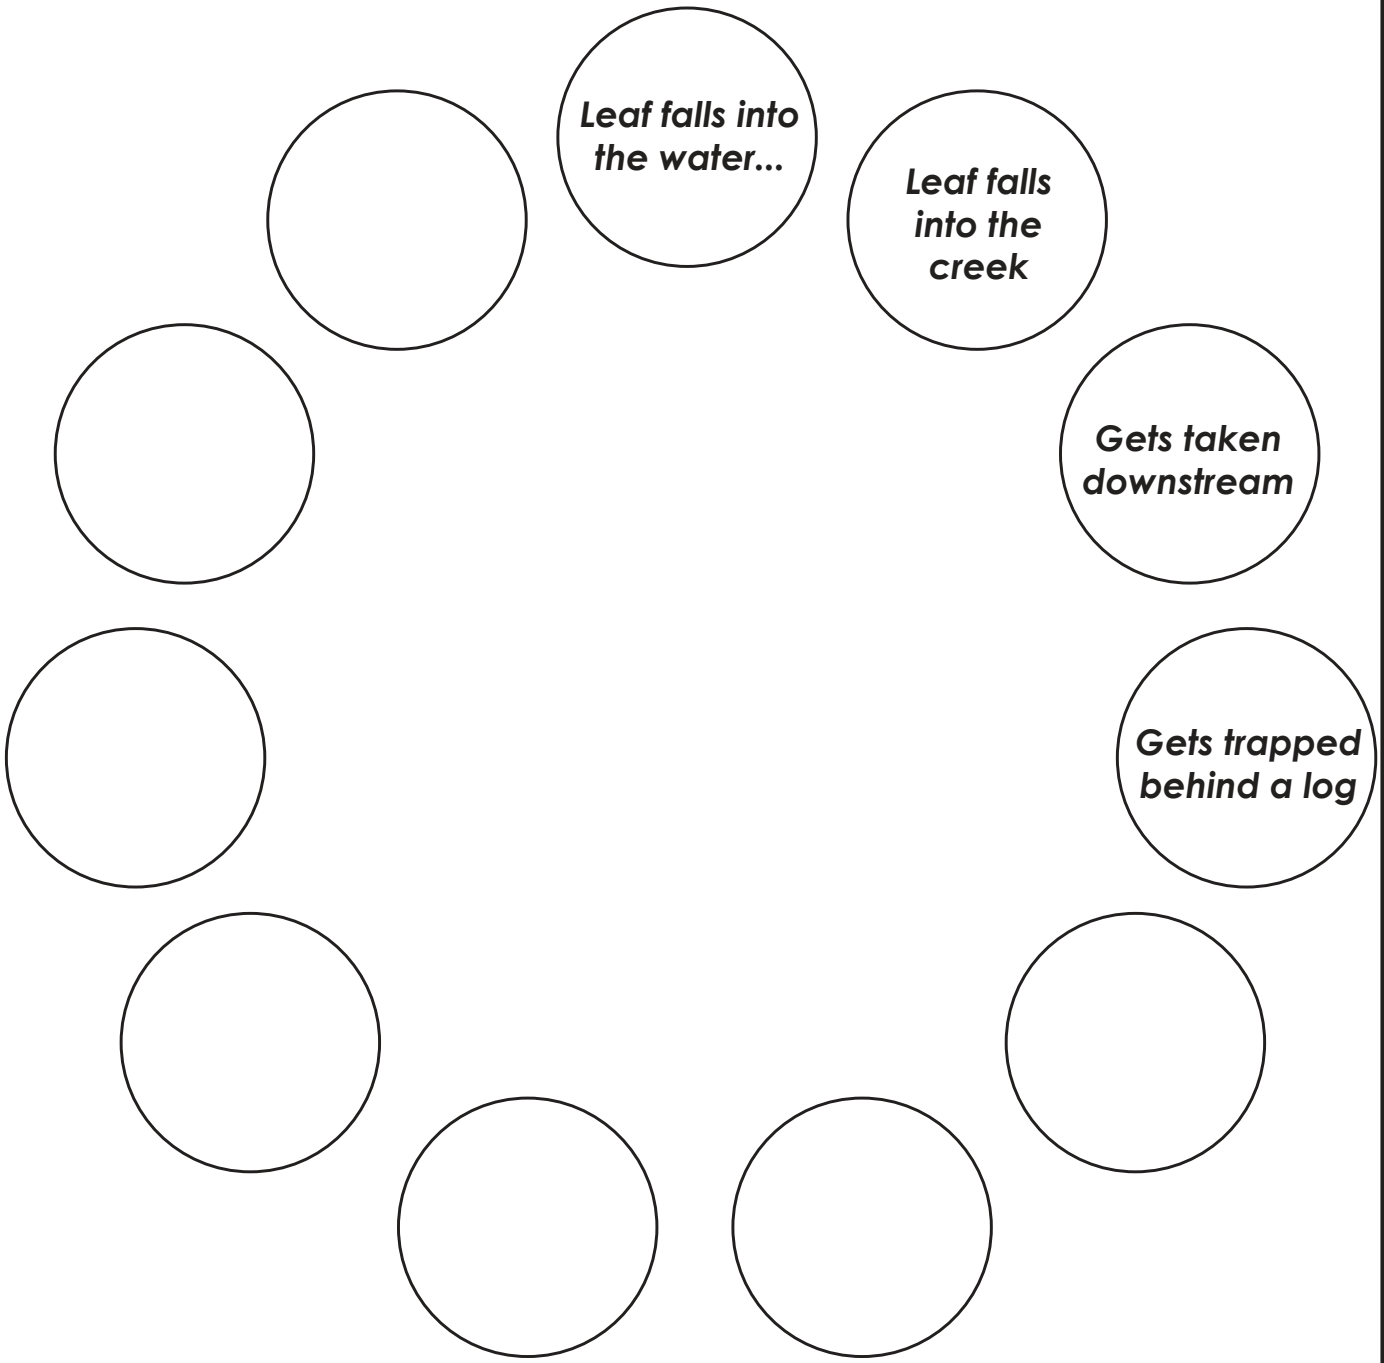 Leaf falls into
the water...
Leaf falls
into the
creek
Gets taken
downstream
Gets trapped
behind a log